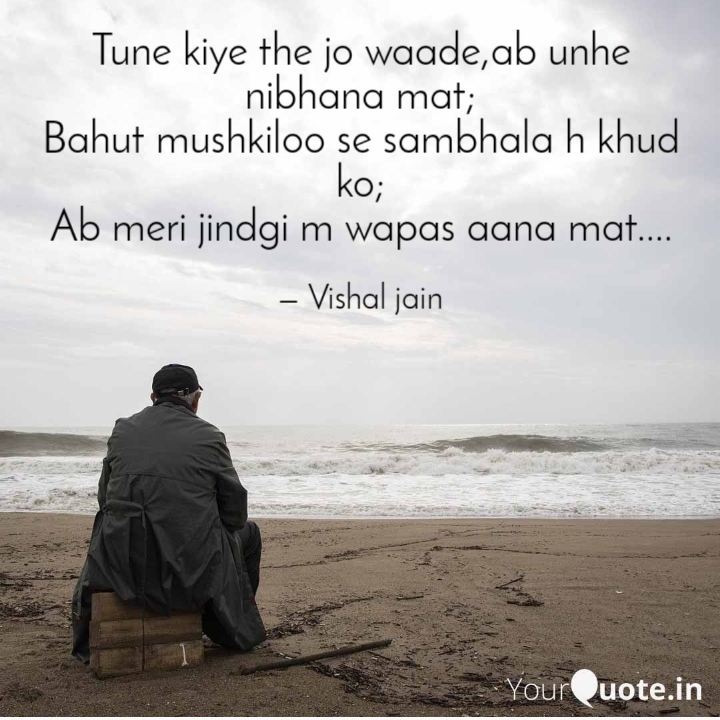 Tune kiye the jo waade,ab unhe
nibhana mat;
Bahut mushkiloo se sambhala h khud
ko;
Ab meri jindgi m wapas aana mat....
– Vishal jain
YourQuote.in